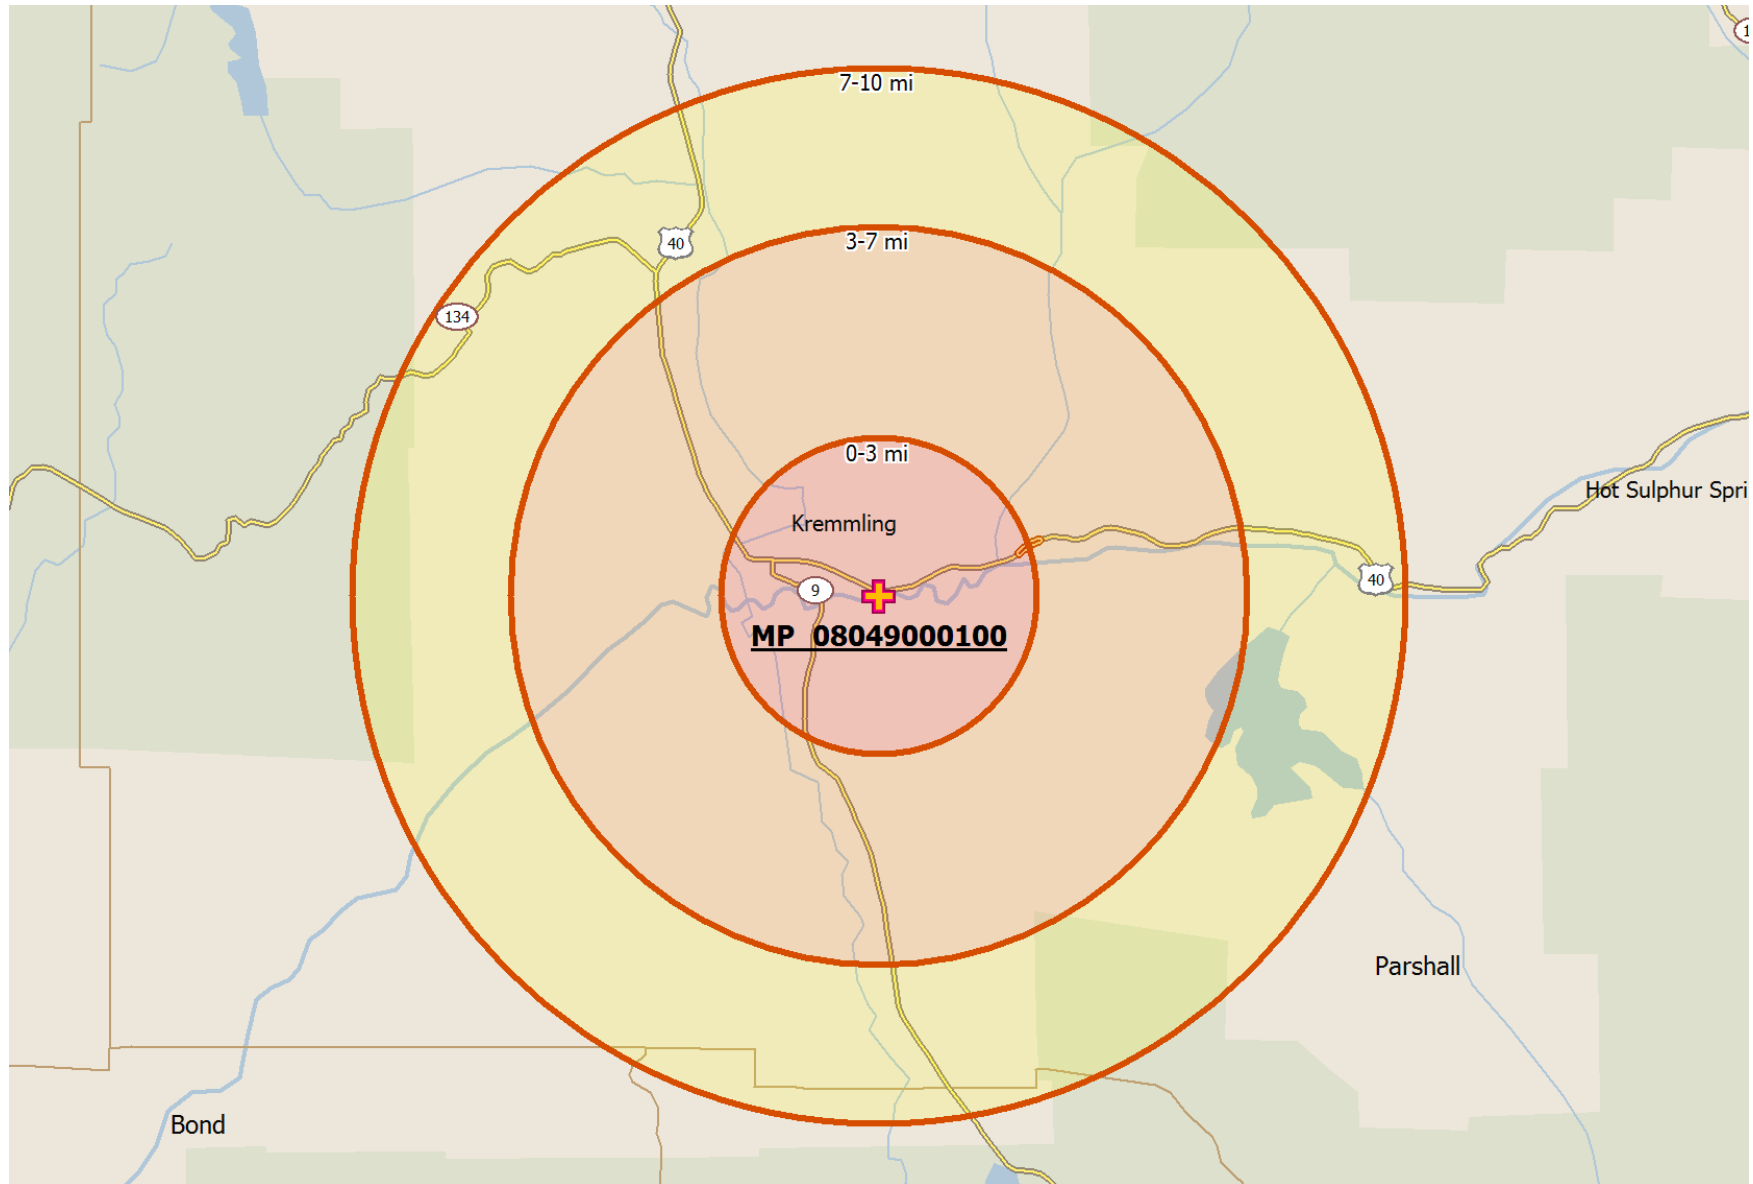 1
7-10 mi
40
3-7 mi
134
0-3 mi
Hot Sulphur Spri
Kremmling
40
9
MP 08049000100
Parshall
Bond